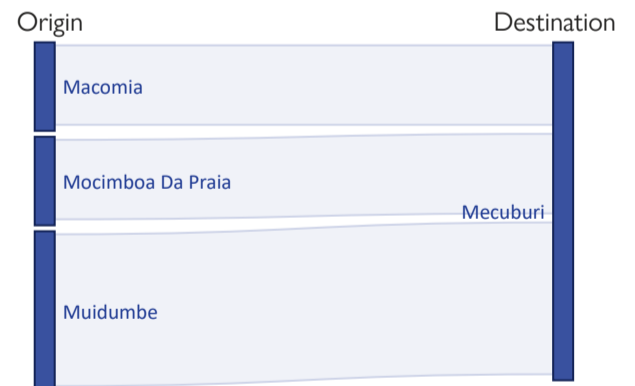 Origin
Destination
Macomia
Mocimboa Da Praia
Mecuburi
Muidumbe